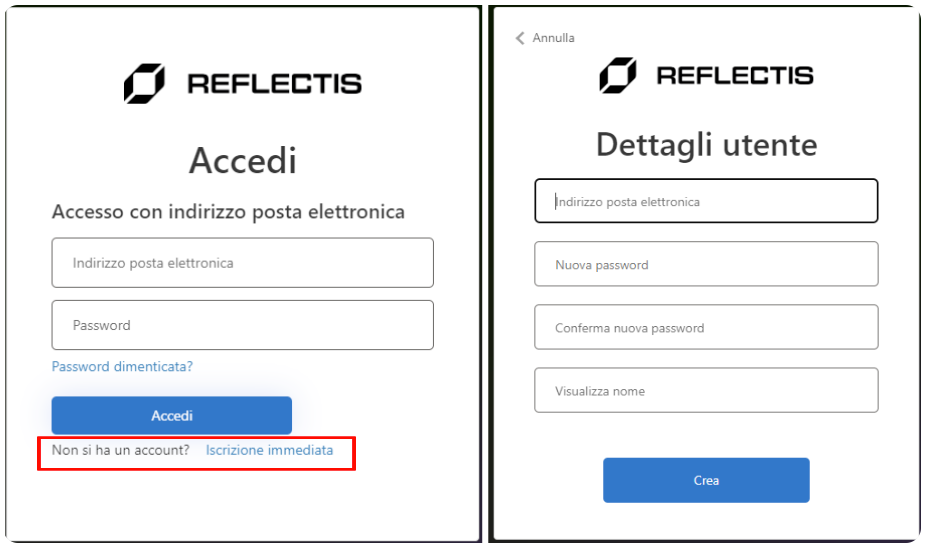 REFLECTIS
Accedi
Accesso con indirizzo posta elettronica
Indirizzo posta elettronica
Password
Password dimenticata?
Accedi
Non si ha un account? Iscrizione immediata
Annulla
REFLECTIS
Dettagli utente
Indirizzo posta elettronica
Nuova password
Conferma nuova password
Visualizza nome
Crea